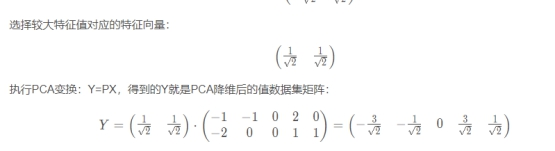 选择较大特征值对应的特征向量：
( 1/√2 1/√2 )
执行PCA变换：Y=PX，得到的Y就是PCA降维后的值数据集矩阵：
Y = ( 1/√2 1/√2 ) · ( −1 −1 0 2 0 ; −2 0 0 1 1 ) = ( −3/√2 −1/√2 0 3/√2 1/√2 )